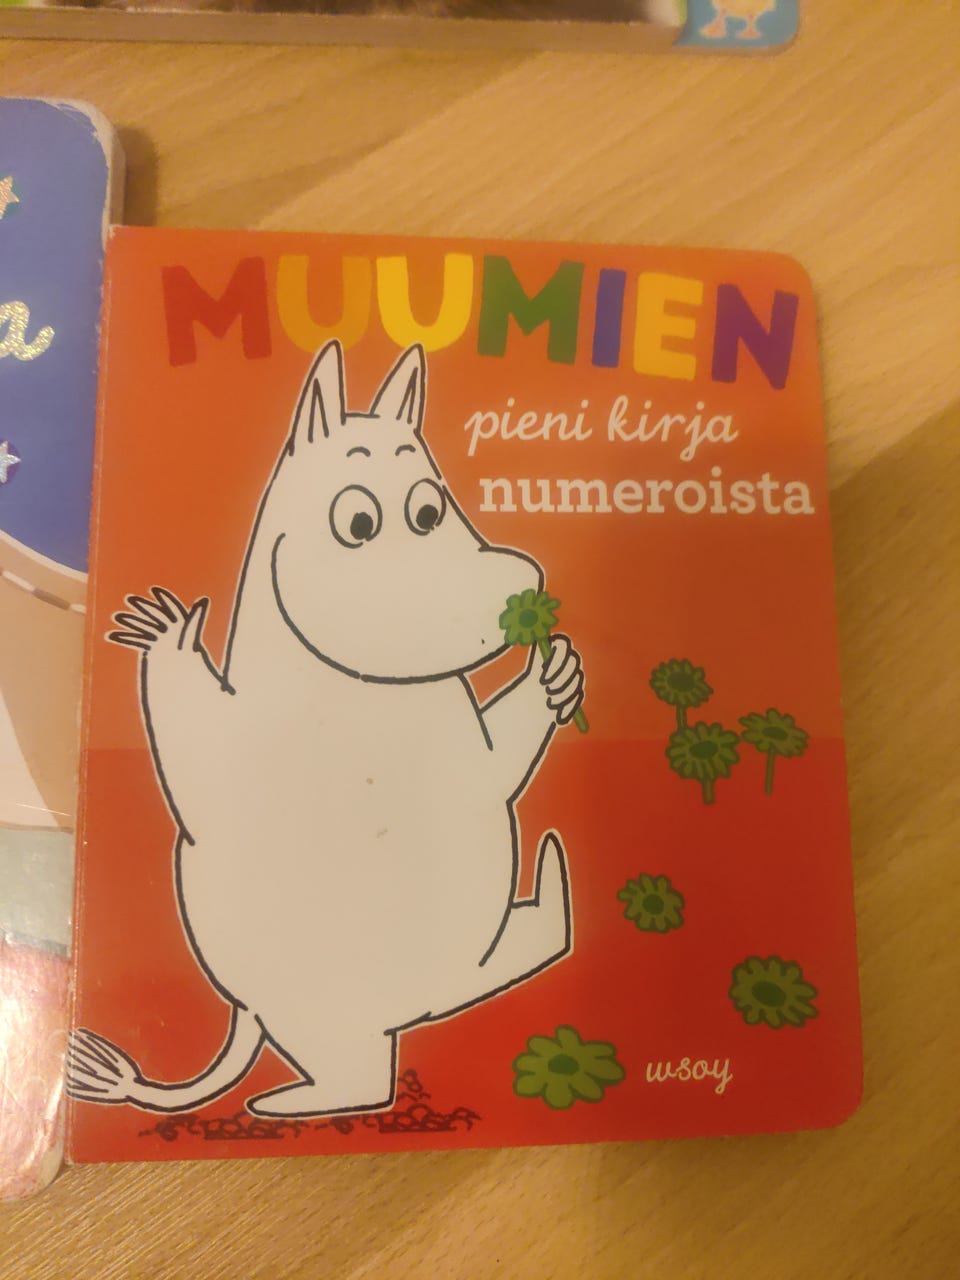 MUUMIEN
pieni kirja
numeroista
wsoy
a